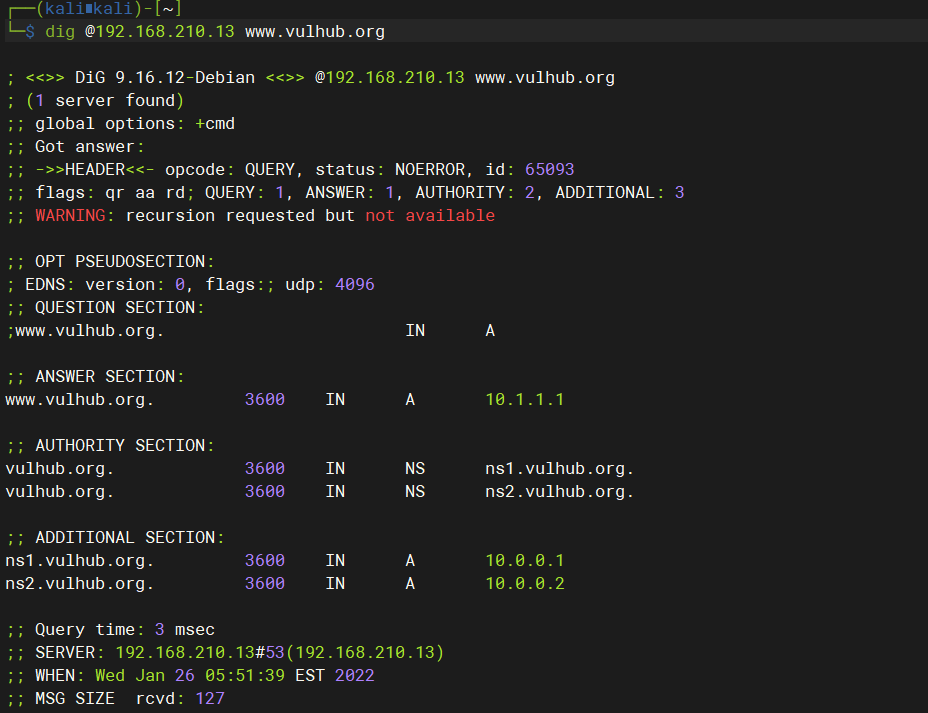 ┌──(kali㉿kali)-[~]
└─$ dig @192.168.210.13 www.vulhub.org
; <<>> DiG 9.16.12-Debian <<>> @192.168.210.13 www.vulhub.org
; (1 server found)
;; global options: +cmd
;; Got answer:
;; ->>HEADER<<- opcode: QUERY, status: NOERROR, id: 65093
;; flags: qr aa rd; QUERY: 1, ANSWER: 1, AUTHORITY: 2, ADDITIONAL: 3
;; WARNING: recursion requested but not available
;; OPT PSEUDOSECTION:
; EDNS: version: 0, flags:; udp: 4096
;; QUESTION SECTION:
;www.vulhub.org. IN A
;; ANSWER SECTION:
www.vulhub.org. 3600 IN A 10.1.1.1
;; AUTHORITY SECTION:
vulhub.org. 3600 IN NS ns1.vulhub.org.
vulhub.org. 3600 IN NS ns2.vulhub.org.
;; ADDITIONAL SECTION:
ns1.vulhub.org. 3600 IN A 10.0.0.1
ns2.vulhub.org. 3600 IN A 10.0.0.2
;; Query time: 3 msec
;; SERVER: 192.168.210.13#53(192.168.210.13)
;; WHEN: Wed Jan 26 05:51:39 EST 2022
;; MSG SIZE rcvd: 127